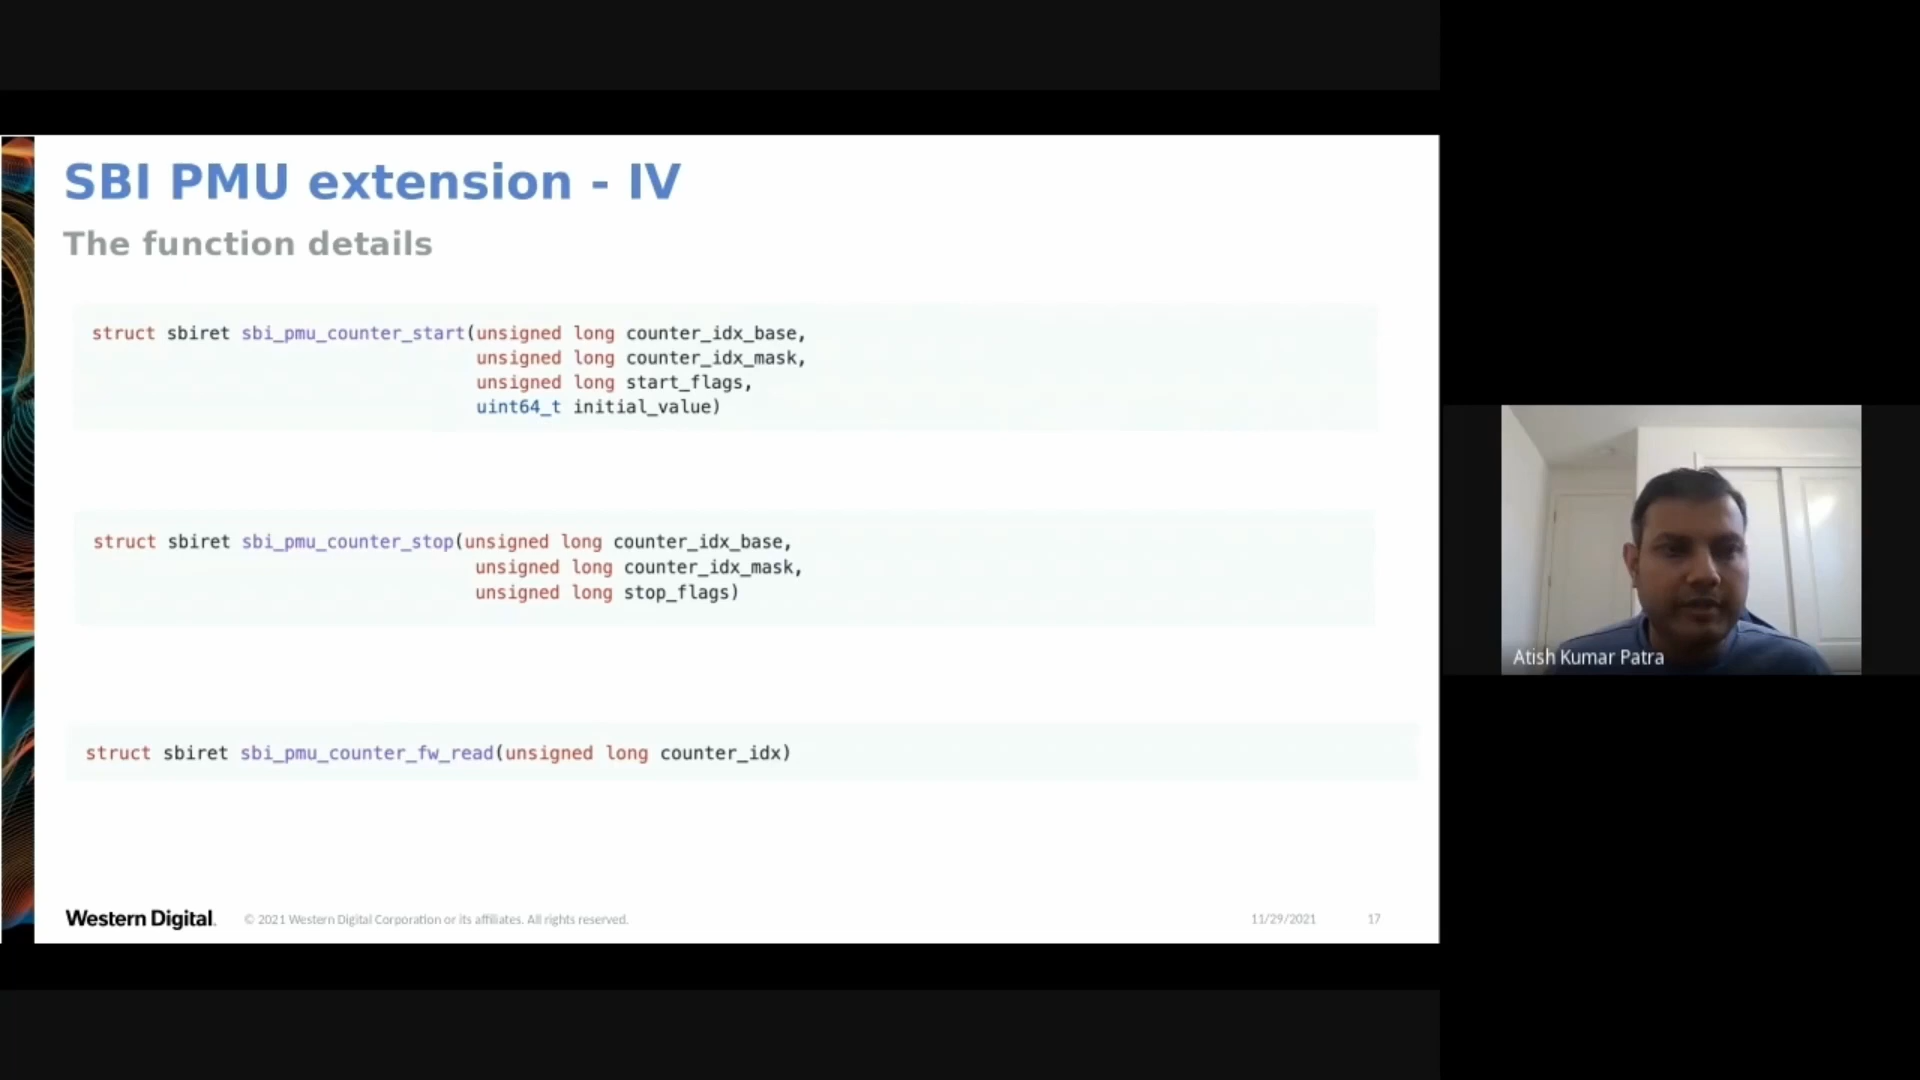 SBI PMU extension - IV
The function details
struct sbiret sbi_pmu_counter_start(unsigned long counter_idx_base,
unsigned long counter_idx_mask,
unsigned long start_flags,
uint64_t initial_value)
struct sbiret sbi_pmu_counter_stop(unsigned long counter_idx_base,
unsigned long counter_idx_mask,
unsigned long stop_flags)
struct sbiret sbi_pmu_counter_fw_read(unsigned long counter_idx)
Western Digital. © 2021 Western Digital Corporation or its affiliates. All rights reserved. 11/29/2021 17
Atish Kumar Patra